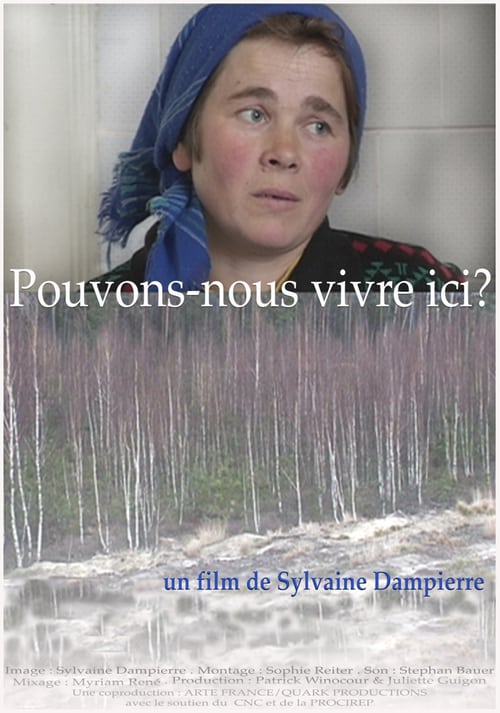 Pouvons-nous vivre ici?
un film de Sylvaine Dampierre
Image : Sylvaine Dampierre . Montage : Sophie Reiter . Son : Stephan Bauer
Mixage : Myriam René . Production : Patrick Winocour & Juliette Guigon
Une coproduction : ARTE FRANCE/QUARK PRODUCTIONS
avec le soutien du CNC et de la PROCIREP